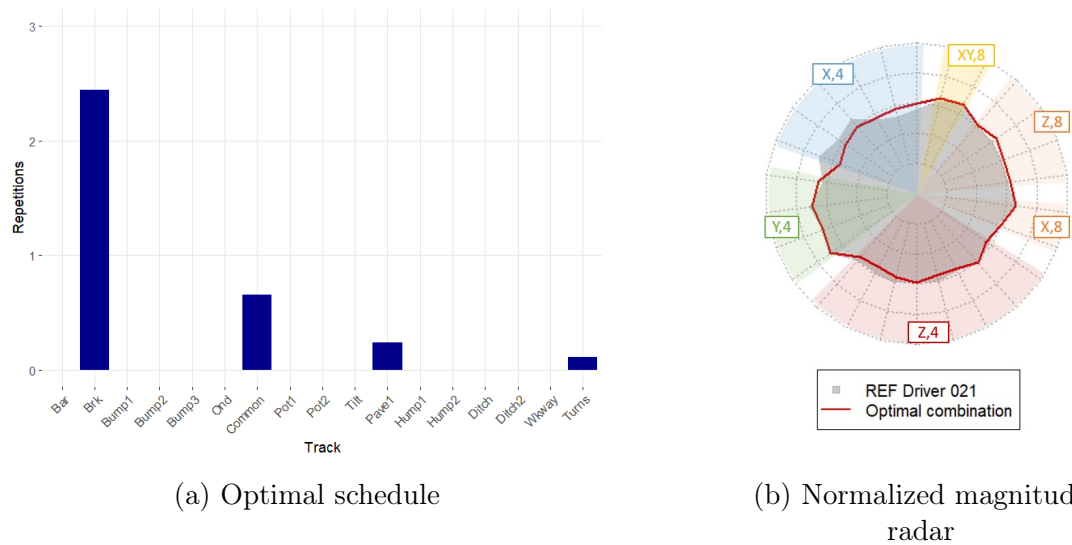 3
2
1
0
Repetitions
Bar
Brk
Bump1
Bump2
Bump3
Ond
Common
Pot1
Pot2
Tilt
Pave1
Hump1
Hump2
Ditch
Ditch2
Wkway
Turns
Track
(a) Optimal schedule
X,4
XY,8
Z,8
X,8
Y,4
Z,4
REF Driver 021
Optimal combination
(b) Normalized magnitud
radar